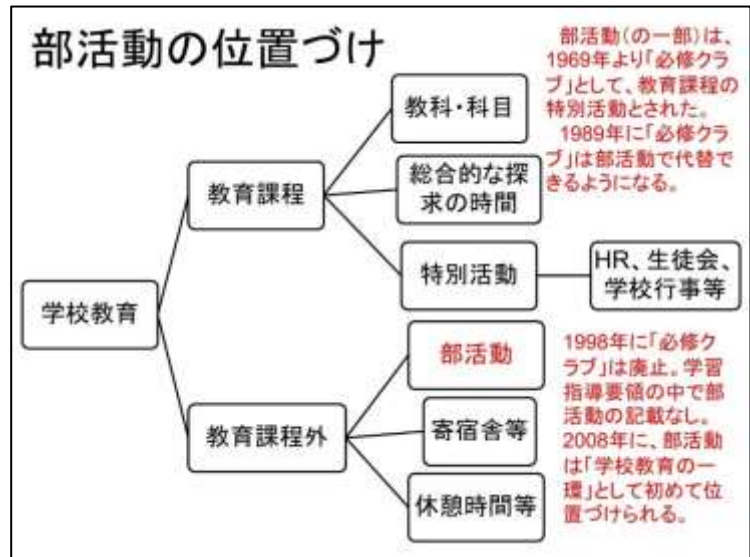 部活動の位置づけ
部活動(の一部)は、
1969年より「必修クラ
ブ」として、教育課程の
特別活動とされた。
1989年に「必修クラ
ブ」は部活動で代替で
きるようになる。
教科・科目
総合的な探
求の時間
教育課程
特別活動
HR、生徒会、
学校行事等
学校教育
部活動
教育課程外
寄宿舎等
休憩時間等
1998年に「必修ク
ラブ」は廃止。学習
指導要領の中で部
活動の記載なし。
2008年に、部活動
は「学校教育の一
環」として初めて位
置づけられる。